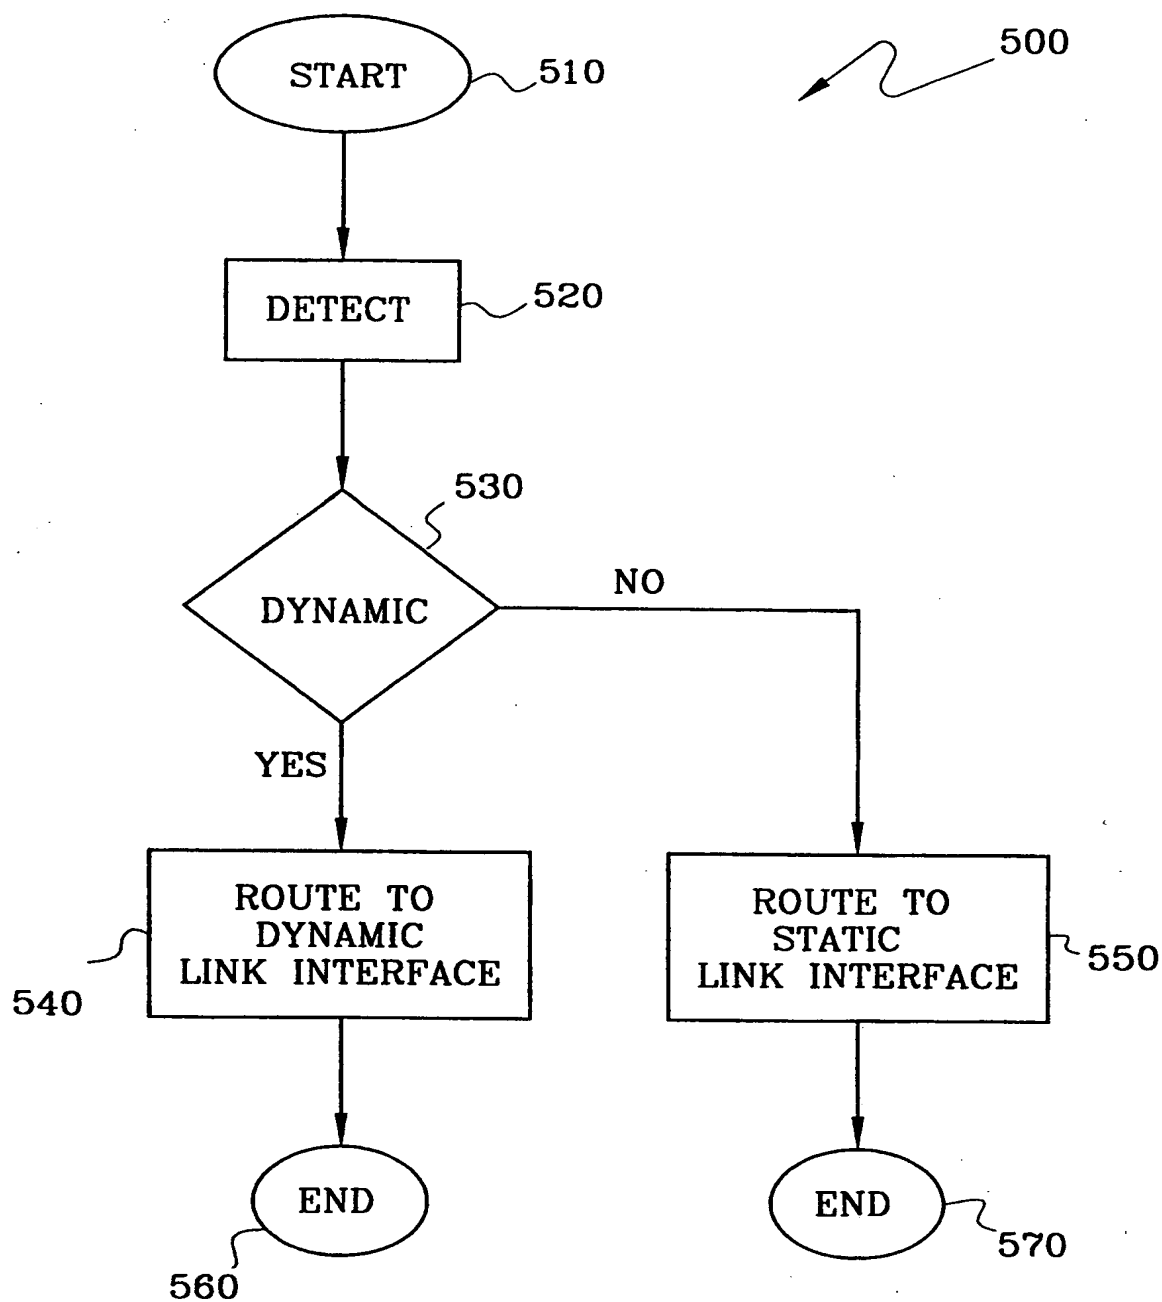 500
START
510
DETECT
520
530
DYNAMIC
NO
YES
ROUTE TO
DYNAMIC
LINK INTERFACE
540
ROUTE TO
STATIC
LINK INTERFACE
550
END
560
END
570